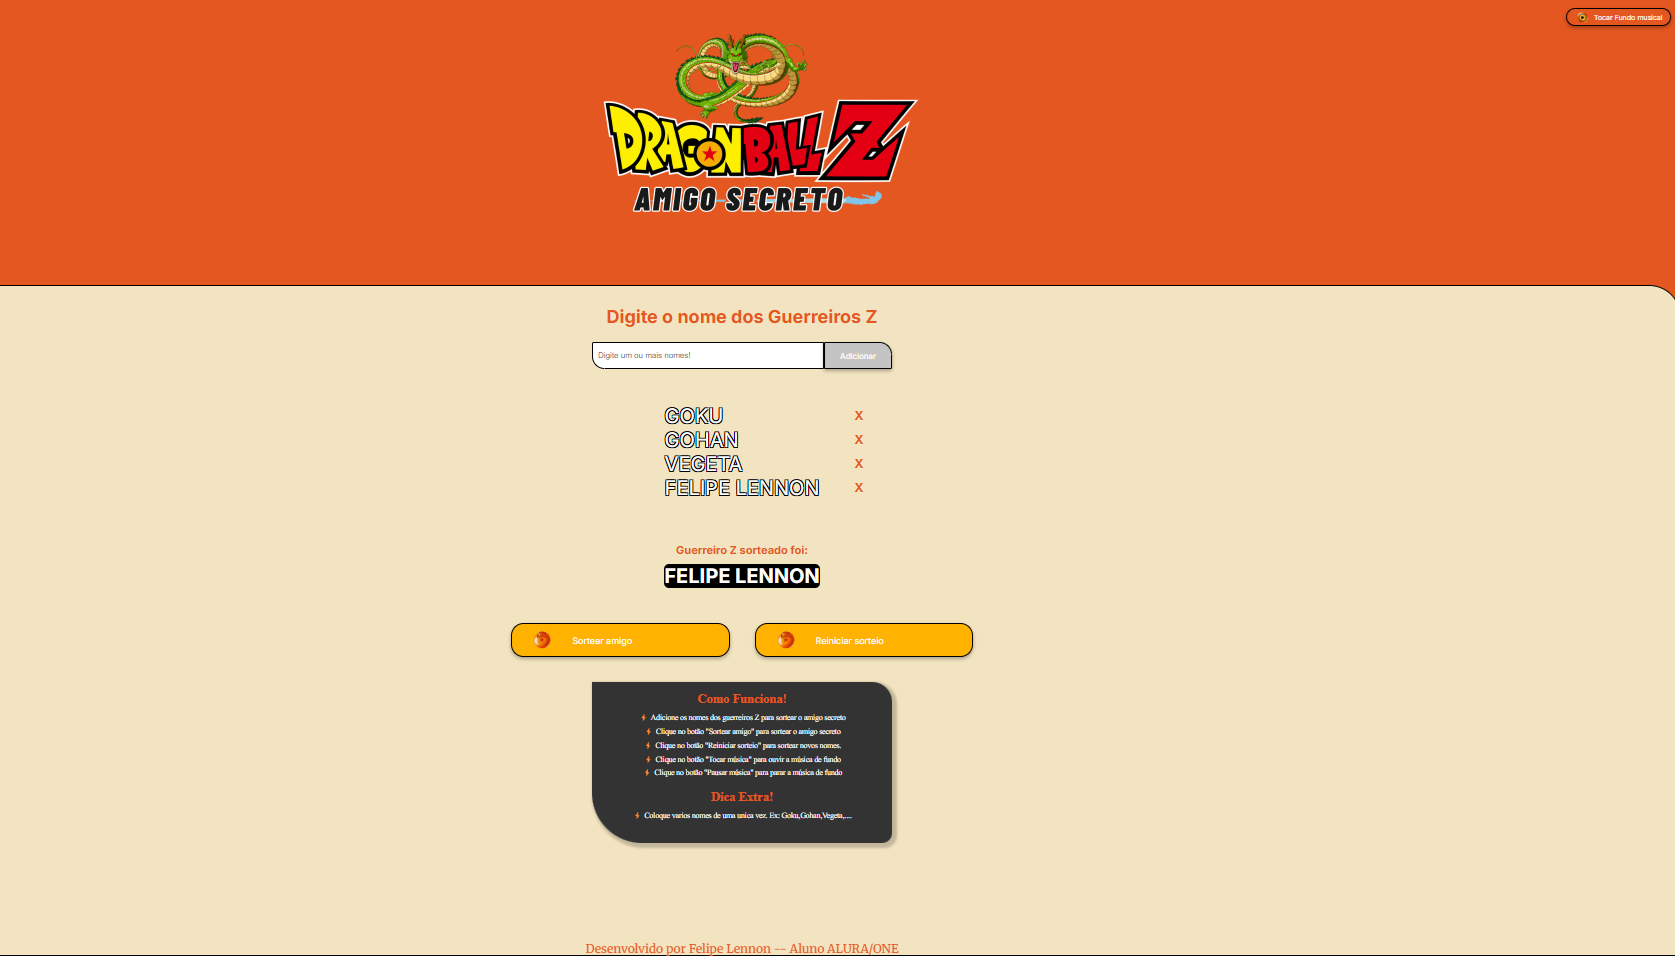 Tocar Fundo musical
DRAGONBALL Z
AMIGO SECRETO
Digite o nome dos Guerreiros Z
Digite um ou mais nomes! Adicionar
GOKU X
GOHAN X
VEGETA X
FELIPE LENNON X
Guerreiro Z sorteado foi:
FELIPE LENNON
Sortear amigo Reiniciar sorteio
Como Funciona!
Adicione os nomes dos guerreiros Z para sortear o amigo secreto
Clique no botão "Sortear amigo" para sortear o amigo secreto
Clique no botão "Reiniciar sorteio" para sortear novos nomes.
Clique no botão "Tocar música" para ouvir a música de fundo
Clique no botão "Pausar música" para parar a música de fundo
Dica Extra!
Coloque varios nomes de uma unica vez. Ex: Goku,Gohan,Vegeta,....
Desenvolvido por Felipe Lennon -- Aluno ALURA/ONE